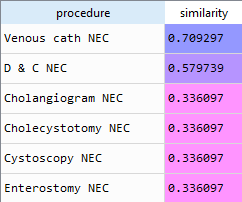 procedure similarity
Venous cath NEC 0.709297
D & C NEC 0.579739
Cholangiogram NEC 0.336097
Cholecystotomy NEC 0.336097
Cystoscopy NEC 0.336097
Enterostomy NEC 0.336097